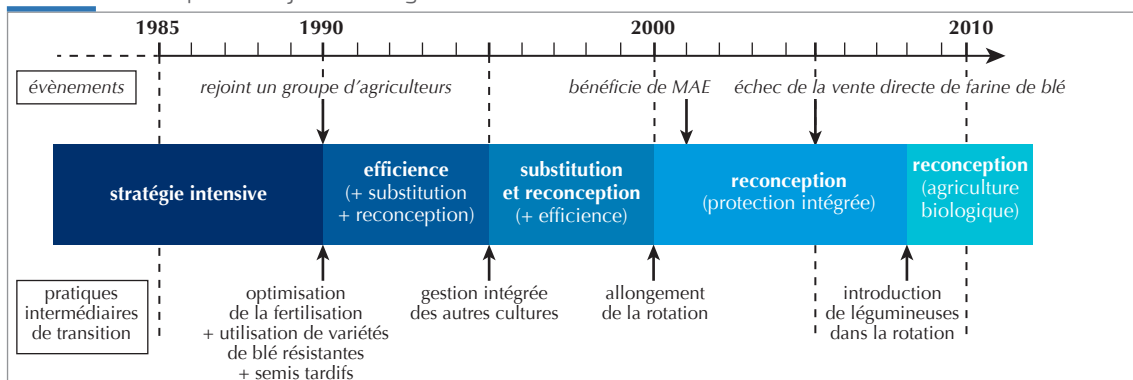 1985 1990 2000 2010
évènements
rejoint un groupe d’agriculteurs
bénéficie de MAE
échec de la vente directe de farine de blé
stratégie intensive
efficience
(+ substitution
+ reconception)
substitution
et reconception
(+ efficience)
reconception
(protection intégrée)
reconception
(agriculture
biologique)
pratiques
intermédiaires
de transition
optimisation
de la fertilisation
+ utilisation de variétés
de blé résistantes
+ semis tardifs
gestion intégrée
des autres cultures
allongement
de la rotation
introduction
de légumineuses
dans la rotation